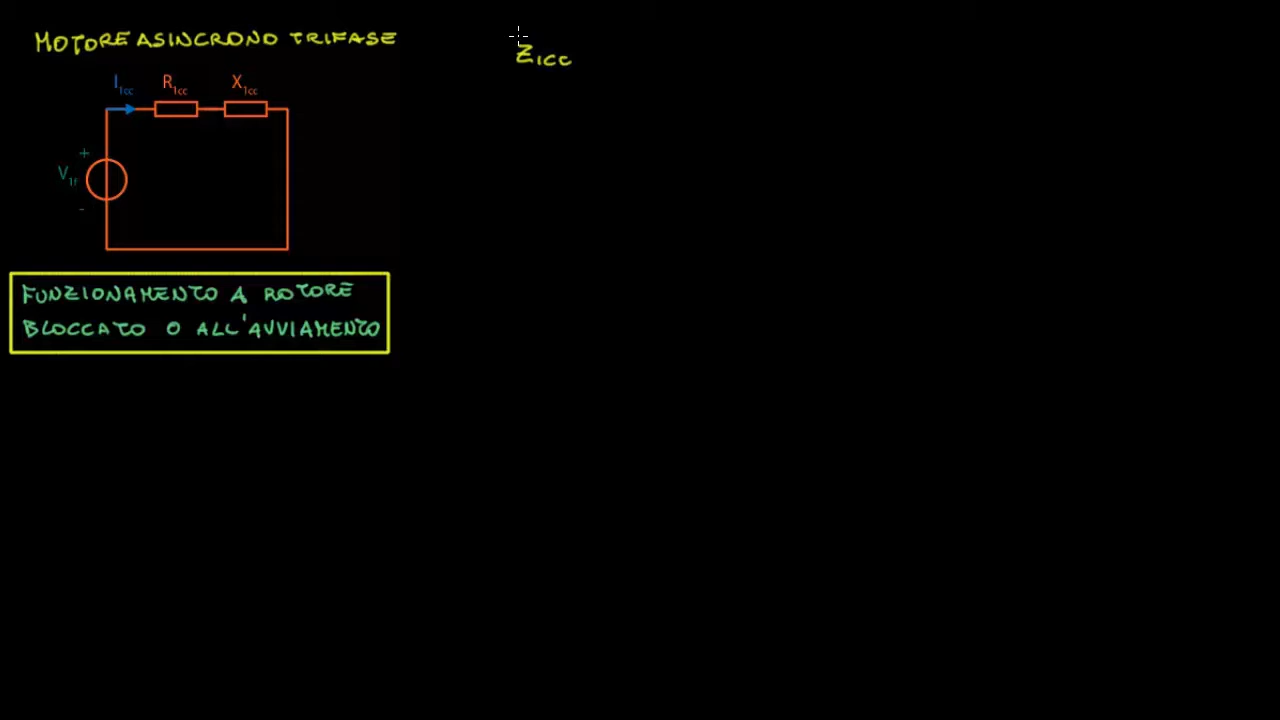 MOTORE ASINCRONO TRIFASE
Z1CC
I1cc R1cc X1cc
+
V1f
-
FUNZIONAMENTO A ROTORE
BLOCCATO O ALL'AVVIAMENTO